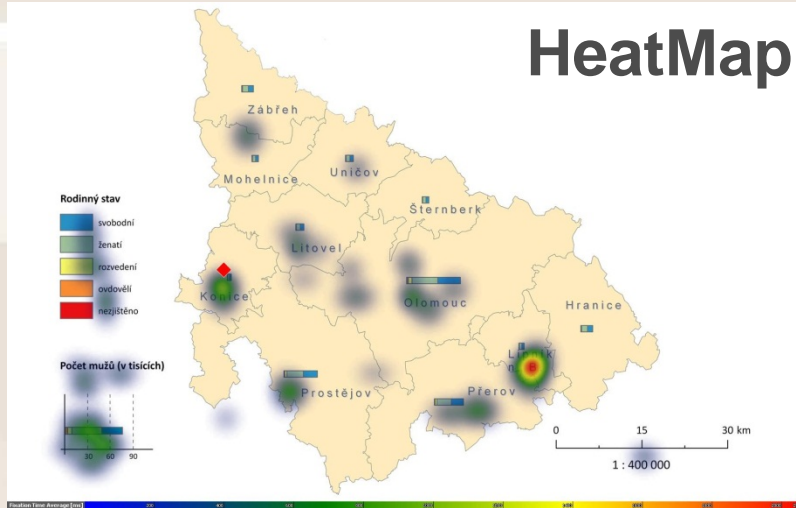 HeatMap
Zábřeh
Mohelnice
Uničov
Šternberk
Rodinný stav
svobodní
ženatí
rozvedení
ovdovělí
nezjištěno
Litovel
Konice
Olomouc
Hranice
Počet mužů (v tisících)
Prostějov
Přerov
30 60 90
0 15 30 km
1 : 400 000
Fixation Time Average [ms]